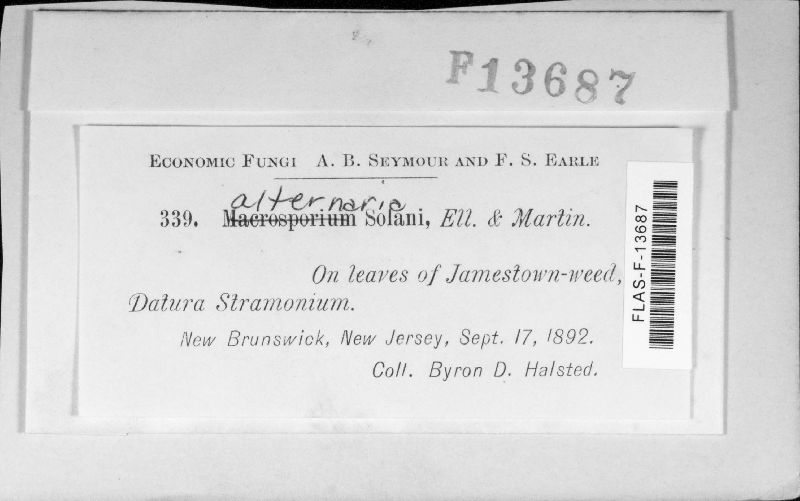 F13687
ECONOMIC FUNGI A. B. SEYMOUR AND F. S. EARLE
alternaria
339. Macrosporium Solani, Ell. & Martin.
On leaves of Jamestown-weed,
Datura Stramonium.
New Brunswick, New Jersey, Sept. 17, 1892.
Coll. Byron D. Halsted.
FLAS-F-13687